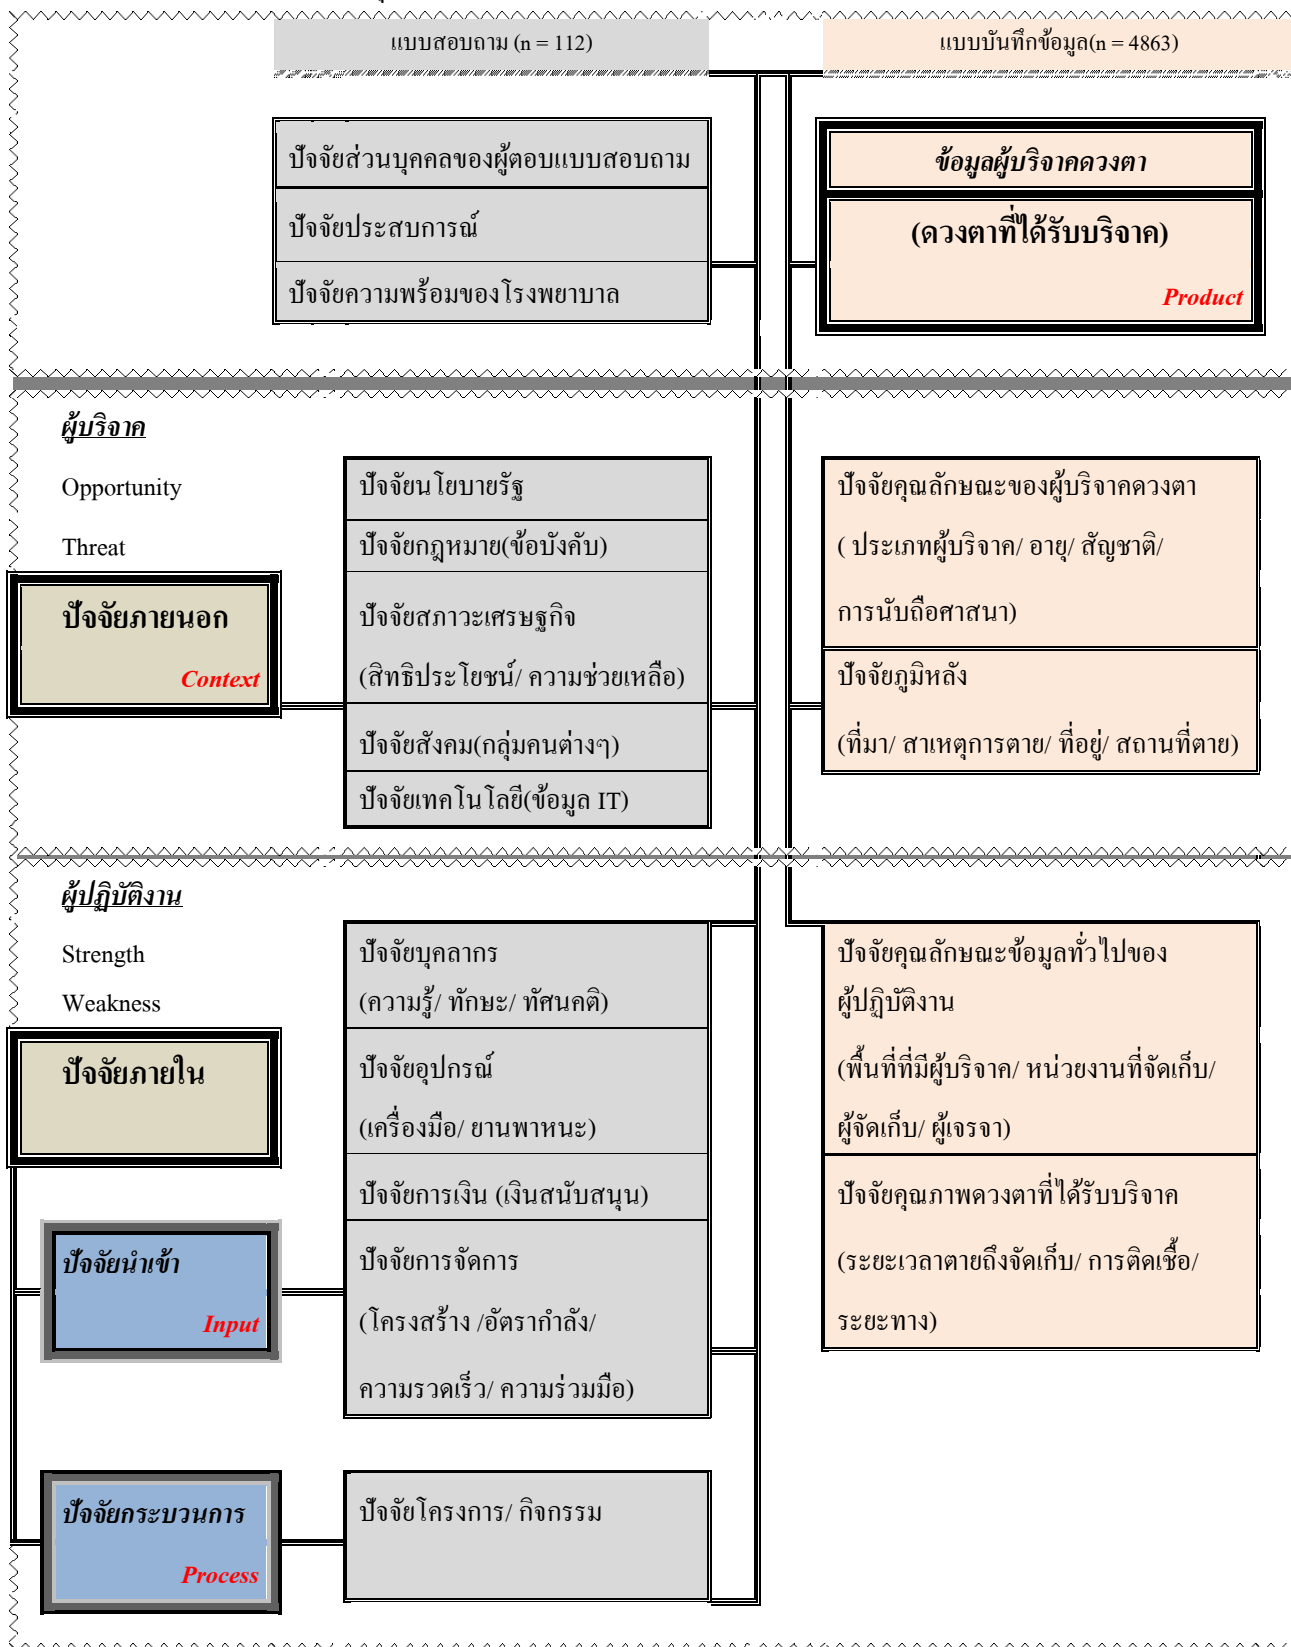 แบบสอบถาม (n = 112)
แบบบันทึกข้อมูล(n = 4863)
ปัจจัยส่วนบุคคลของผู้ตอบแบบสอบถาม
ปัจจัยประสบการณ์
ปัจจัยความพร้อมของโรงพยาบาล
ข้อมูลผู้บริจาคดวงตา
(ดวงตาที่ได้รับบริจาค)
Product
ผู้บริจาค
Opportunity
Threat
ปัจจัยภายนอก
Context
ปัจจัยนโยบายรัฐ
ปัจจัยกฎหมาย(ข้อบังคับ)
ปัจจัยสภาวะเศรษฐกิจ
(สิทธิประโยชน์/ ความช่วยเหลือ)
ปัจจัยสังคม(กลุ่มคนต่างๆ)
ปัจจัยเทคโนโลยี(ข้อมูล IT)
ปัจจัยคุณลักษณะของผู้บริจาคดวงตา
( ประเภทผู้บริจาค/ อายุ/ สัญชาติ/
การนับถือศาสนา)
ปัจจัยภูมิหลัง
(ที่มา/ สาเหตุการตาย/ ที่อยู่/ สถานที่ตาย)
ผู้ปฏิบัติงาน
Strength
Weakness
ปัจจัยภายใน
ปัจจัยนำเข้า
Input
ปัจจัยกระบวนการ
Process
ปัจจัยบุคลากร
(ความรู้/ ทักษะ/ ทัศนคติ)
ปัจจัยอุปกรณ์
(เครื่องมือ/ ยานพาหนะ)
ปัจจัยการเงิน (เงินสนับสนุน)
ปัจจัยการจัดการ
(โครงสร้าง /อัตรากำลัง/
ความรวดเร็ว/ ความร่วมมือ)
ปัจจัยโครงการ/ กิจกรรม
ปัจจัยคุณลักษณะข้อมูลทั่วไปของ
ผู้ปฏิบัติงาน
(พื้นที่ที่มีผู้บริจาค/ หน่วยงานที่จัดเก็บ/
ผู้จัดเก็บ/ ผู้เจรจา)
ปัจจัยคุณภาพดวงตาที่ได้รับบริจาค
(ระยะเวลาตายถึงจัดเก็บ/ การติดเชื้อ/
ระยะทาง)